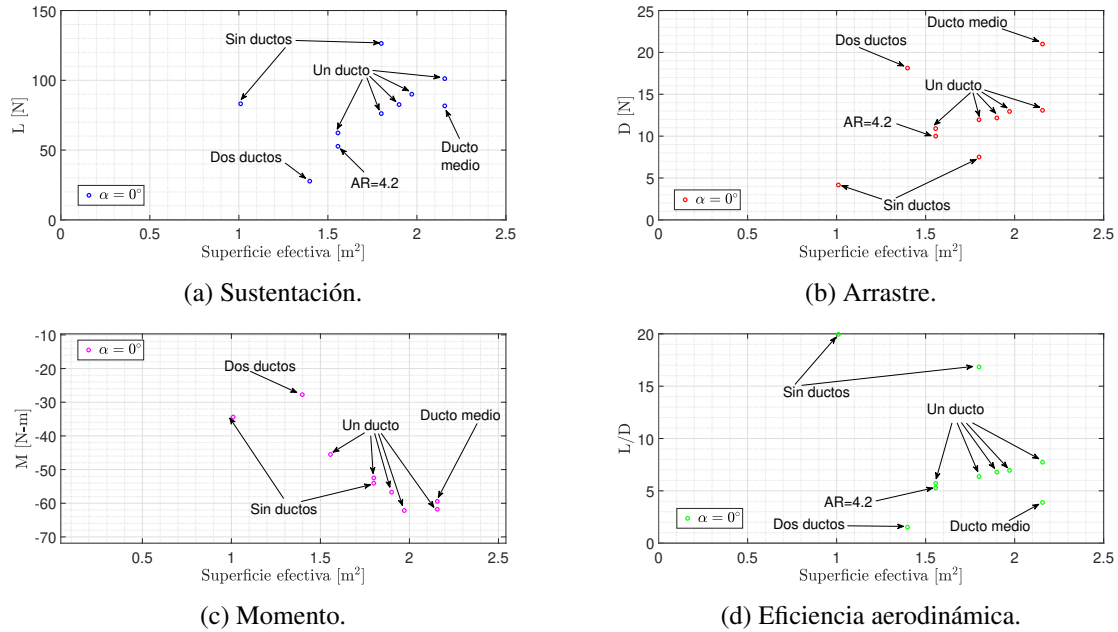 150
100
50
0
L [N]
Sin ductos
Un ducto
Dos ductos
AR=4.2
Ducto
medio
α = 0°
0 0.5 1 1.5 2 2.5
Superficie efectiva [m²]
(a) Sustentación.
25
20
15
10
5
0
D [N]
Ducto medio
Dos ductos
Un ducto
AR=4.2
Sin ductos
α = 0°
0 0.5 1 1.5 2 2.5
Superficie efectiva [m²]
(b) Arrastre.
-10
-20
-30
-40
-50
-60
-70
M [N-m]
α = 0°
Dos ductos
Un ducto
Ducto medio
Sin ductos
0.5 1 1.5 2 2.5
Superficie efectiva [m²]
(c) Momento.
20
15
10
5
0
L/D
Sin ductos
Un ducto
AR=4.2
Dos ductos
Ducto medio
α = 0°
0 0.5 1 1.5 2 2.5
Superficie efectiva [m²]
(d) Eficiencia aerodinámica.